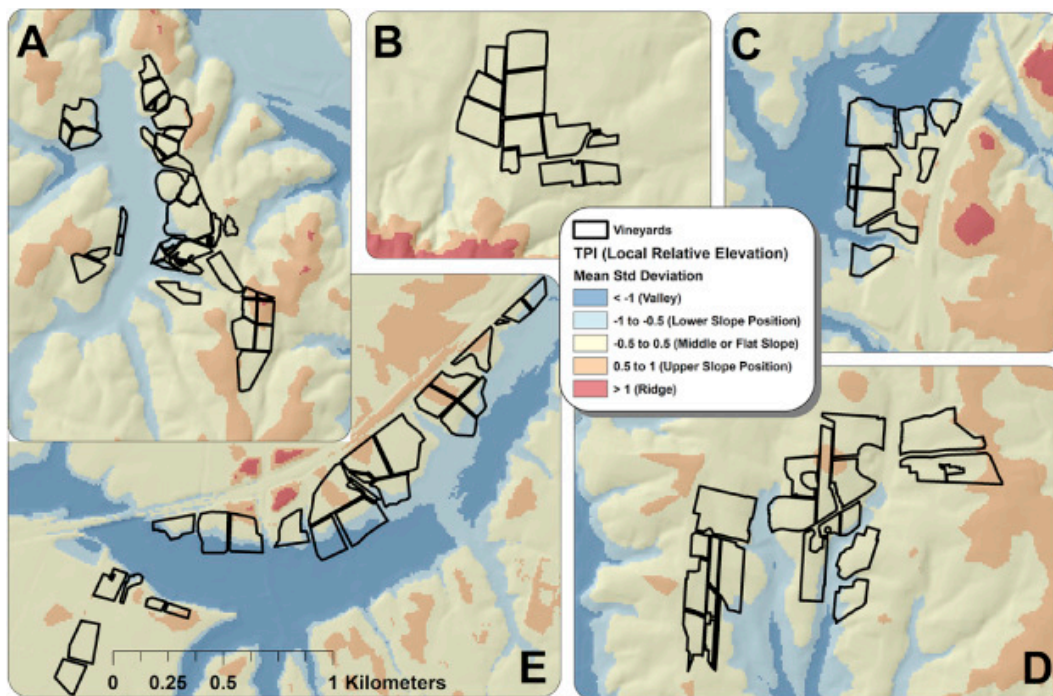 A
B
C
Vineyards
TPI (Local Relative Elevation)
Mean Std Deviation
< -1 (Valley)
-1 to -0.5 (Lower Slope Position)
-0.5 to 0.5 (Middle or Flat Slope)
0.5 to 1 (Upper Slope Position)
> 1 (Ridge)
0 0.25 0.5 1 Kilometers
E
D